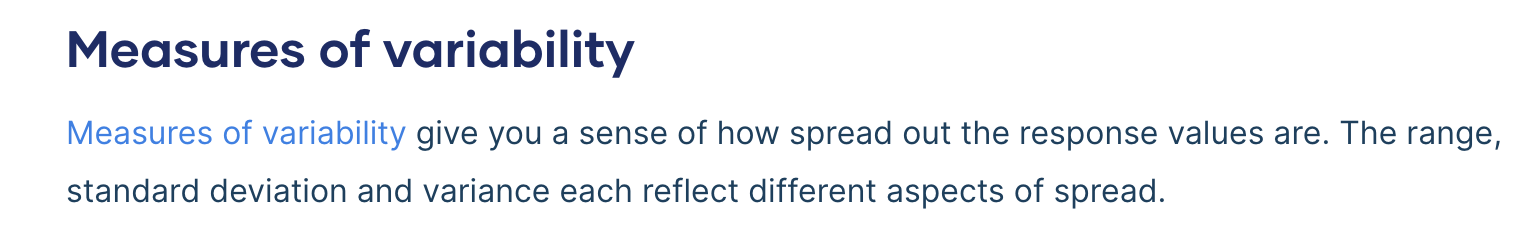 Measures of variability
Measures of variability give you a sense of how spread out the response values are. The range,
standard deviation and variance each reflect different aspects of spread.